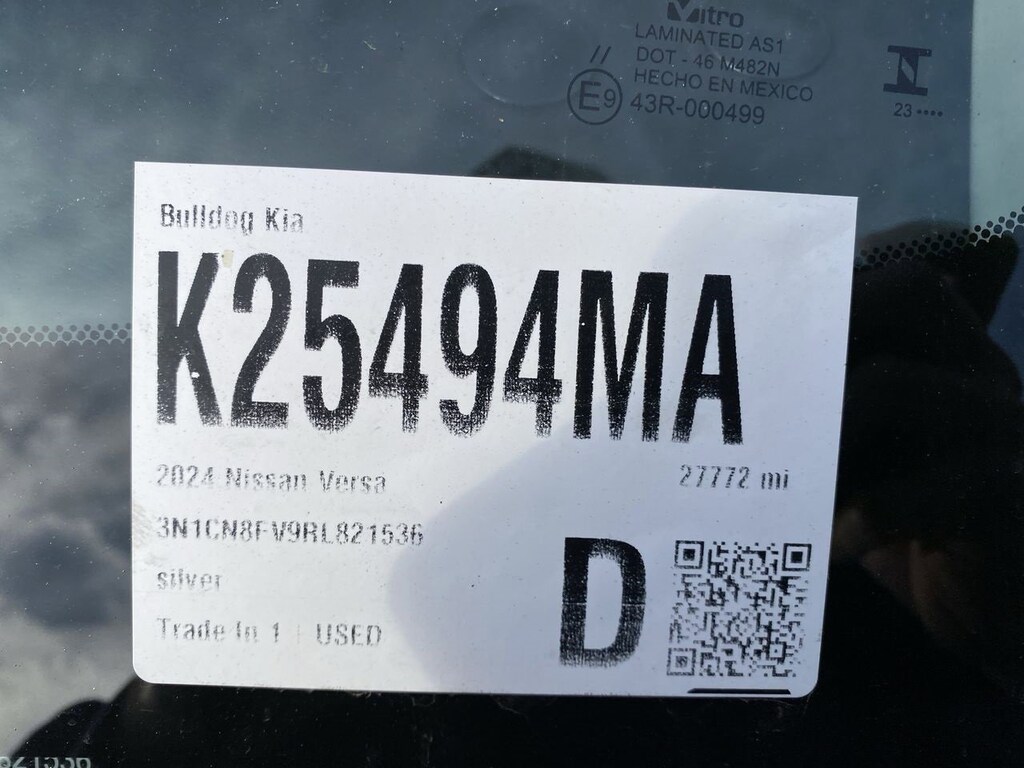 Vitro
LAMINATED AS1
DOT - 46 M482N
HECHO EN MEXICO
// E9 43R-000499
N
23 ••••
Bulldog Kia
K25494MA
2024 Nissan Versa
27772 mi
3N1CN8FV9RL821536
silver
Trade In 1 | USED
D